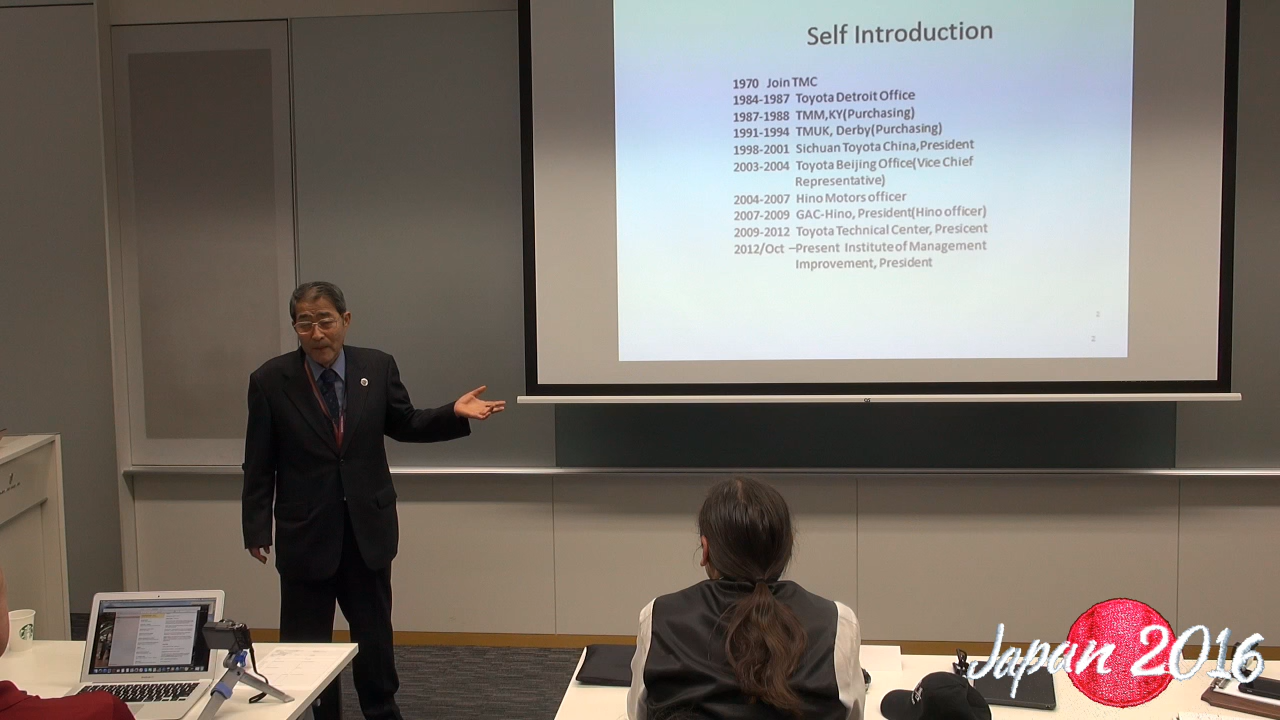 Self Introduction
1970 Join TMC
1984-1987 Toyota Detroit Office
1987-1988 TMM,KY(Purchasing)
1991-1994 TMUK, Derby(Purchasing)
1998-2001 Sichuan Toyota China,President
2003-2004 Toyota Beijing Office(Vice Chief
Representative)
2004-2007 Hino Motors officer
2007-2009 GAC-Hino, President(Hino officer)
2009-2012 Toyota Technical Center, Presicent
2012/Oct –Present Institute of Management
Improvement, President
Japan 2016